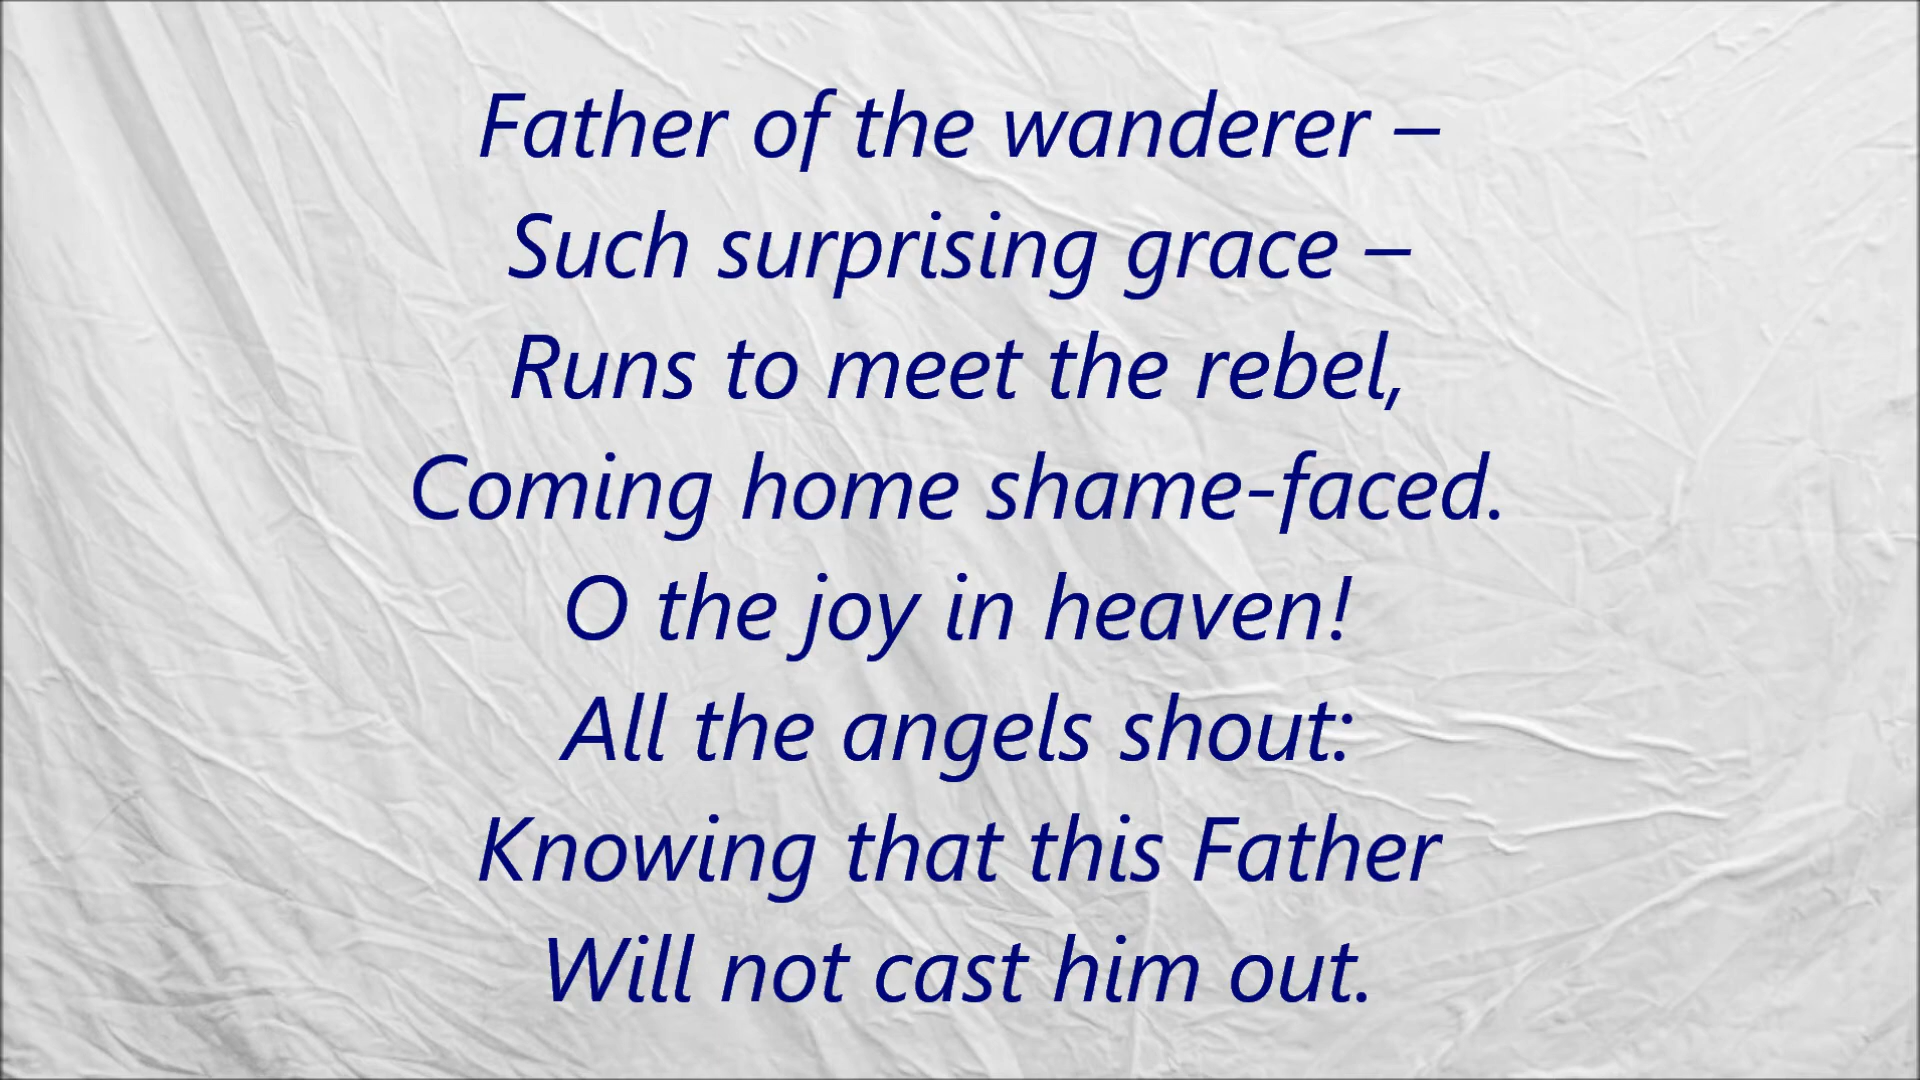 Father of the wanderer –
Such surprising grace –
Runs to meet the rebel,
Coming home shame-faced.
O the joy in heaven!
All the angels shout:
Knowing that this Father
Will not cast him out.